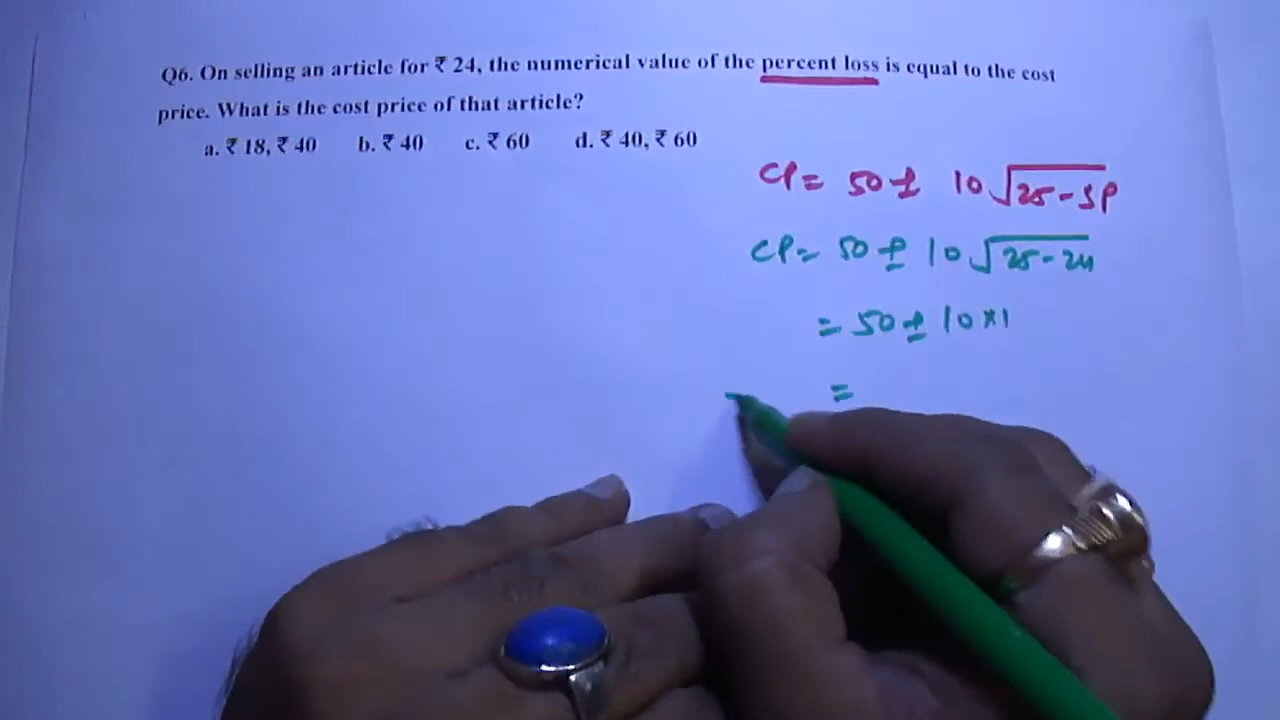 Q6. On selling an article for ₹ 24, the numerical value of the percent loss is equal to the cost
price. What is the cost price of that article?
a. ₹ 18, ₹ 40 b. ₹ 40 c. ₹ 60 d. ₹ 40, ₹ 60
CP = 50 ± 10√25-SP
CP = 50 ± 10√25-24
= 50 ± 10×1
=